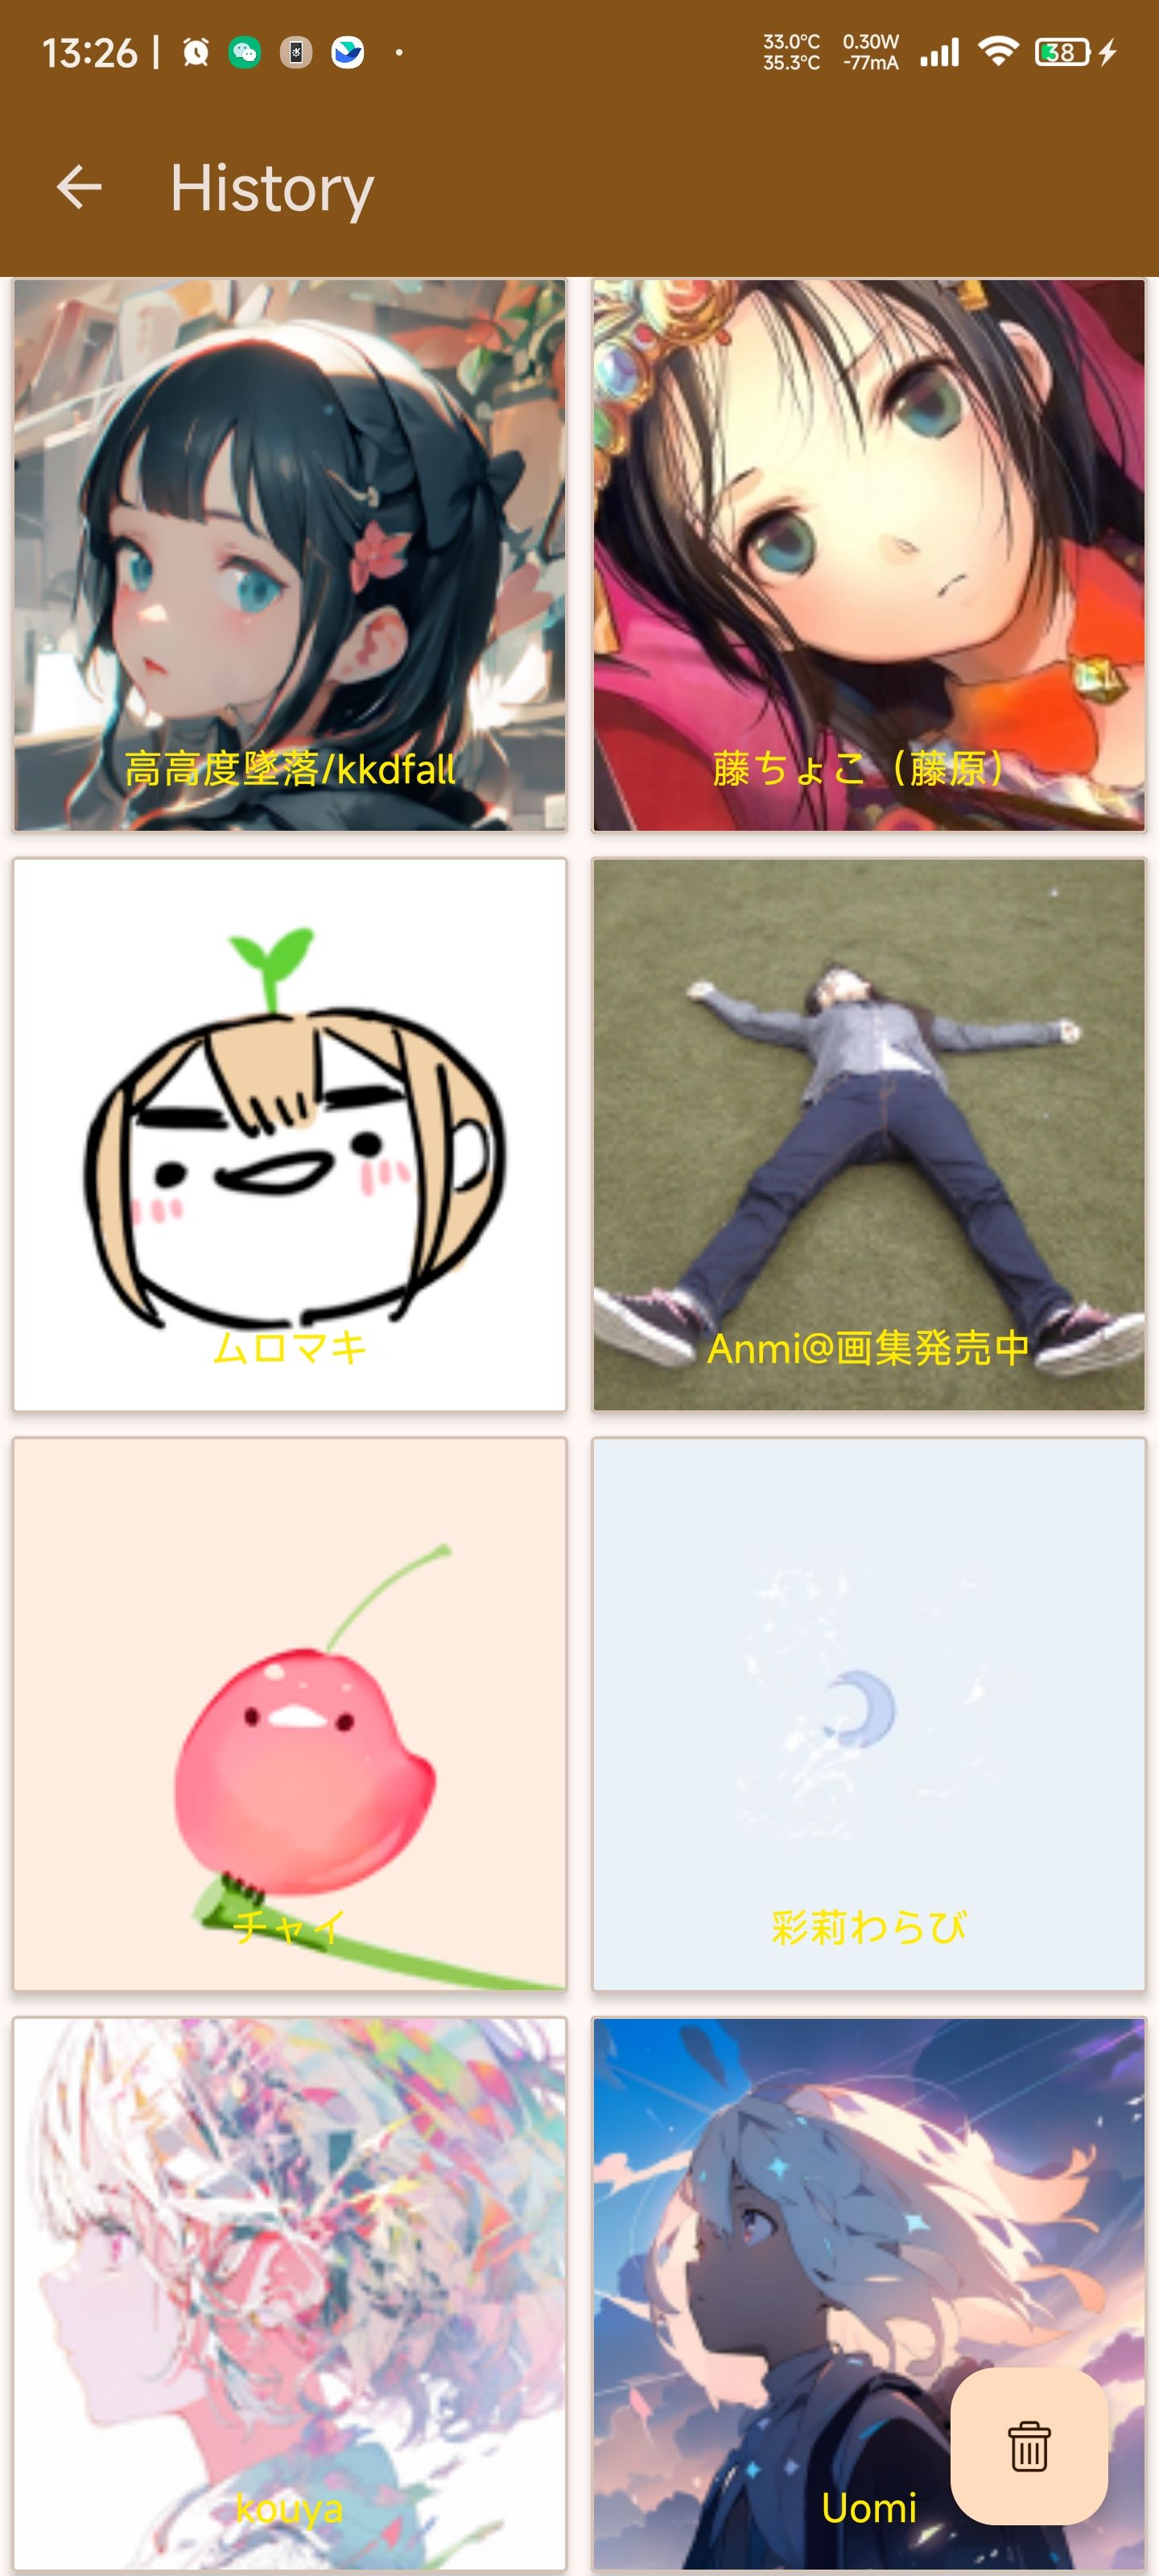 13:26
33.0°C 0.30W
35.3°C -77mA
38
History
高高度墜落/kkdfall
藤ちょこ（藤原）
ムロマキ
Anmi@画集発売中
チャイ
彩莉わらび
kouya
Uomi